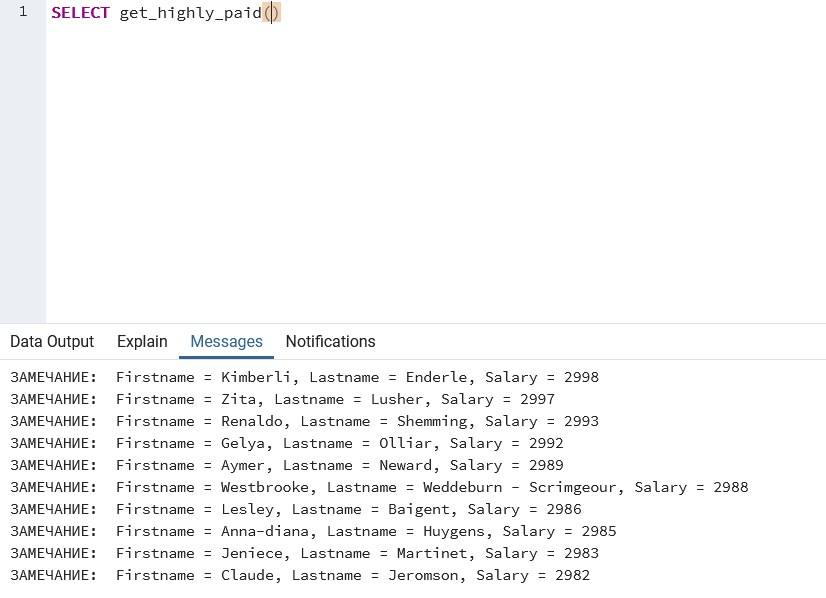 1 SELECT get_highly_paid()
Data Output Explain Messages Notifications
ЗАМЕЧАНИЕ: Firstname = Kimberli, Lastname = Enderle, Salary = 2998
ЗАМЕЧАНИЕ: Firstname = Zita, Lastname = Lusher, Salary = 2997
ЗАМЕЧАНИЕ: Firstname = Renaldo, Lastname = Shemming, Salary = 2993
ЗАМЕЧАНИЕ: Firstname = Gelya, Lastname = Olliar, Salary = 2992
ЗАМЕЧАНИЕ: Firstname = Aymer, Lastname = Neward, Salary = 2989
ЗАМЕЧАНИЕ: Firstname = Westbrooke, Lastname = Weddeburn - Scrimgeour, Salary = 2988
ЗАМЕЧАНИЕ: Firstname = Lesley, Lastname = Baigent, Salary = 2986
ЗАМЕЧАНИЕ: Firstname = Anna-diana, Lastname = Huygens, Salary = 2985
ЗАМЕЧАНИЕ: Firstname = Jeniece, Lastname = Martinet, Salary = 2983
ЗАМЕЧАНИЕ: Firstname = Claude, Lastname = Jeromson, Salary = 2982